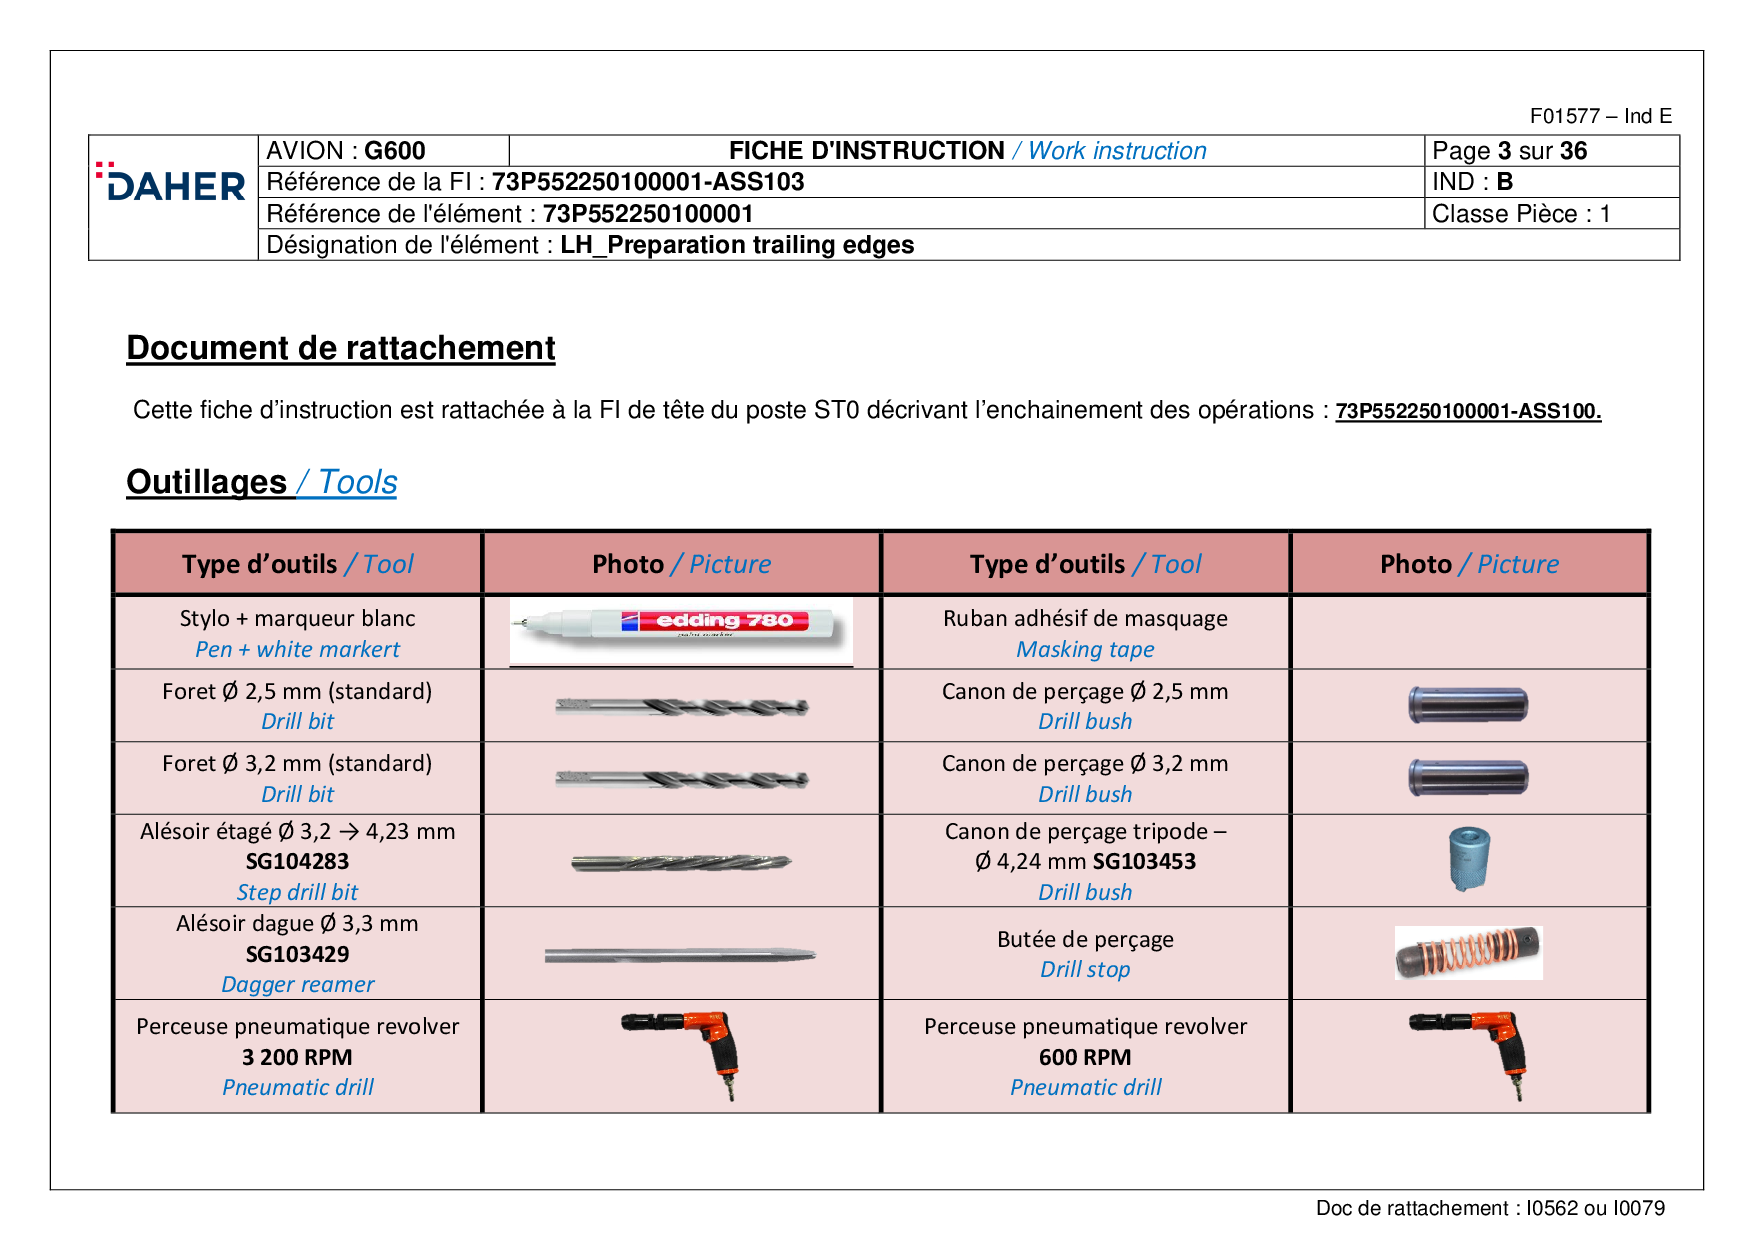 F01577 – Ind E
DAHER
AVION : G600
FICHE D'INSTRUCTION / Work instruction
Page 3 sur 36
Référence de la FI : 73P552250100001-ASS103
IND : B
Référence de l'élément : 73P552250100001
Classe Pièce : 1
Désignation de l'élément : LH_Preparation trailing edges
Document de rattachement
Cette fiche d’instruction est rattachée à la FI de tête du poste ST0 décrivant l’enchainement des opérations : 73P552250100001-ASS100.
Outillages / Tools
Type d’outils / Tool
Photo / Picture
Type d’outils / Tool
Photo / Picture
Stylo + marqueur blanc
Pen + white markert
edding 780
Ruban adhésif de masquage
Masking tape
Foret Ø 2,5 mm (standard)
Drill bit
Canon de perçage Ø 2,5 mm
Drill bush
Foret Ø 3,2 mm (standard)
Drill bit
Canon de perçage Ø 3,2 mm
Drill bush
Alésoir étagé Ø 3,2 → 4,23 mm
SG104283
Step drill bit
Canon de perçage tripode –
Ø 4,24 mm SG103453
Drill bush
Alésoir dague Ø 3,3 mm
SG103429
Dagger reamer
Butée de perçage
Drill stop
Perceuse pneumatique revolver
3 200 RPM
Pneumatic drill
Perceuse pneumatique revolver
600 RPM
Pneumatic drill
Doc de rattachement : I0562 ou I0079